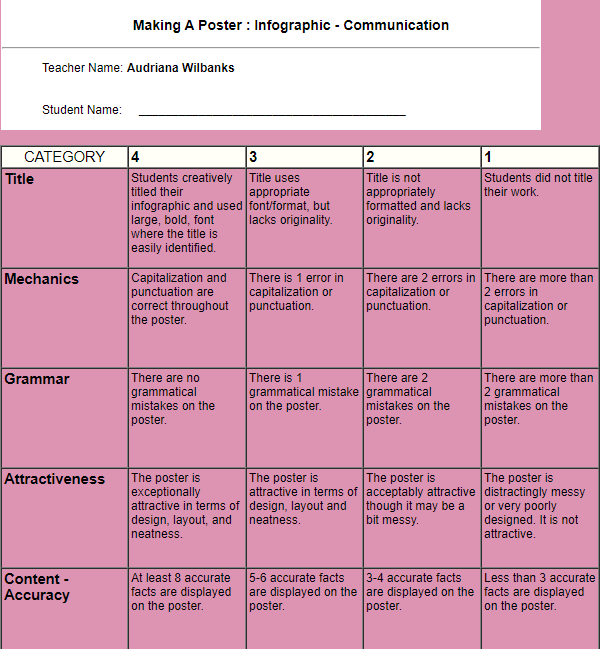 Making A Poster : Infographic - Communication
Teacher Name: Audriana Wilbanks
Student Name: ________________________________________
CATEGORY 4 3 2 1
Title
Students creatively
titled their
infographic and used
large, bold, font
where the title is
easily identified.
Title uses
appropriate
font/format, but
lacks originality.
Title is not
appropriately
formatted and lacks
originality.
Students did not title
their work.
Mechanics
Capitalization and
punctuation are
correct throughout
the poster.
There is 1 error in
capitalization or
punctuation.
There are 2 errors in
capitalization or
punctuation.
There are more than
2 errors in
capitalization or
punctuation.
Grammar
There are no
grammatical
mistakes on the
poster.
There is 1
grammatical mistake
on the poster.
There are 2
grammatical
mistakes on the
poster.
There are more than
2 grammatical
mistakes on the
poster.
Attractiveness
The poster is
exceptionally
attractive in terms of
design, layout, and
neatness.
The poster is
attractive in terms of
design, layout and
neatness.
The poster is
acceptably attractive
though it may be a
bit messy.
The poster is
distractingly messy
or very poorly
designed. It is not
attractive.
Content -
Accuracy
At least 8 accurate
facts are displayed
on the poster.
5-6 accurate facts
are displayed on the
poster.
3-4 accurate facts
are displayed on the
poster.
Less than 3 accurate
facts are displayed
on the poster.